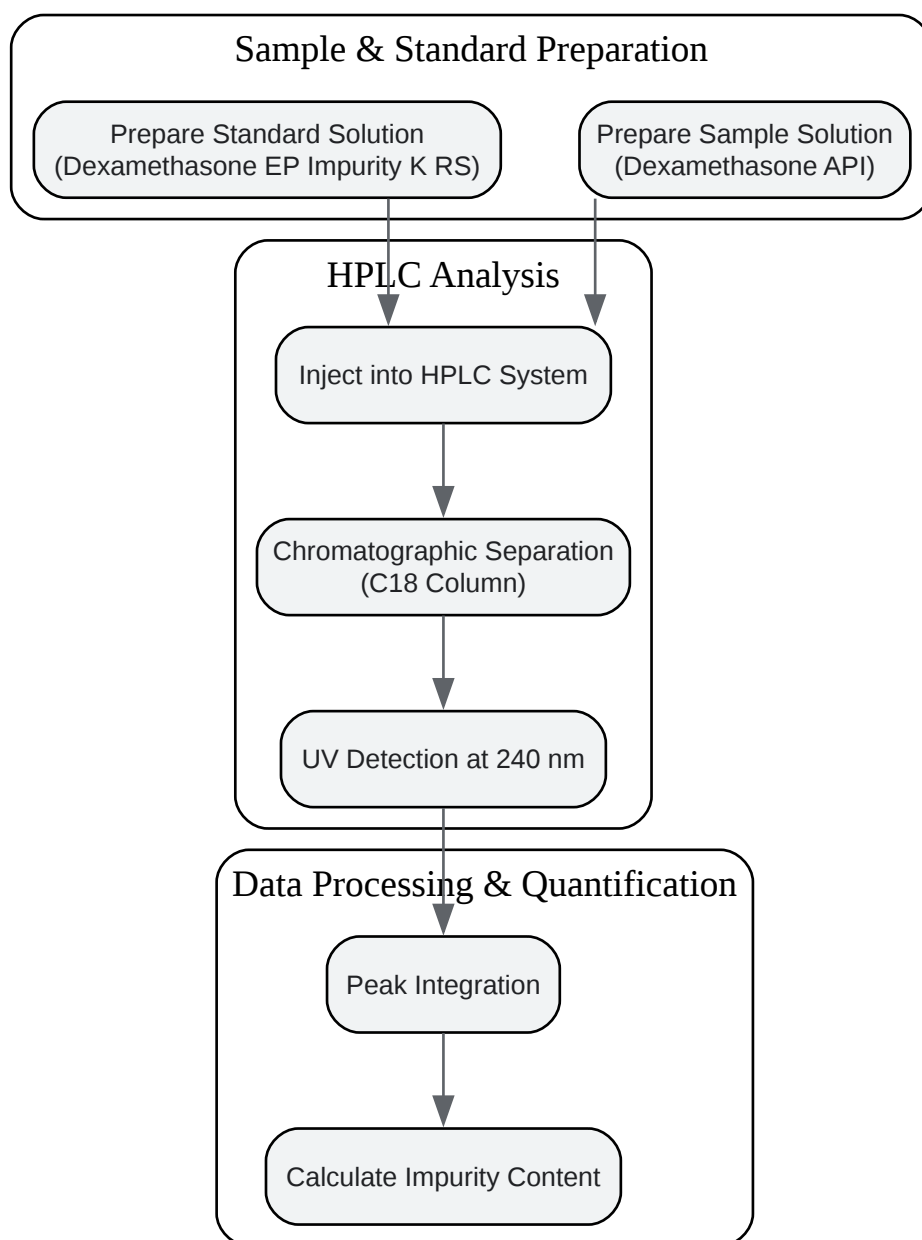 Sample & Standard Preparation
Prepare Standard Solution
(Dexamethasone EP Impurity K RS)
Prepare Sample Solution
(Dexamethasone API)
HPLC Analysis
Inject into HPLC System
Chromatographic Separation
(C18 Column)
UV Detection at 240 nm
Data Processing & Quantification
Peak Integration
Calculate Impurity Content